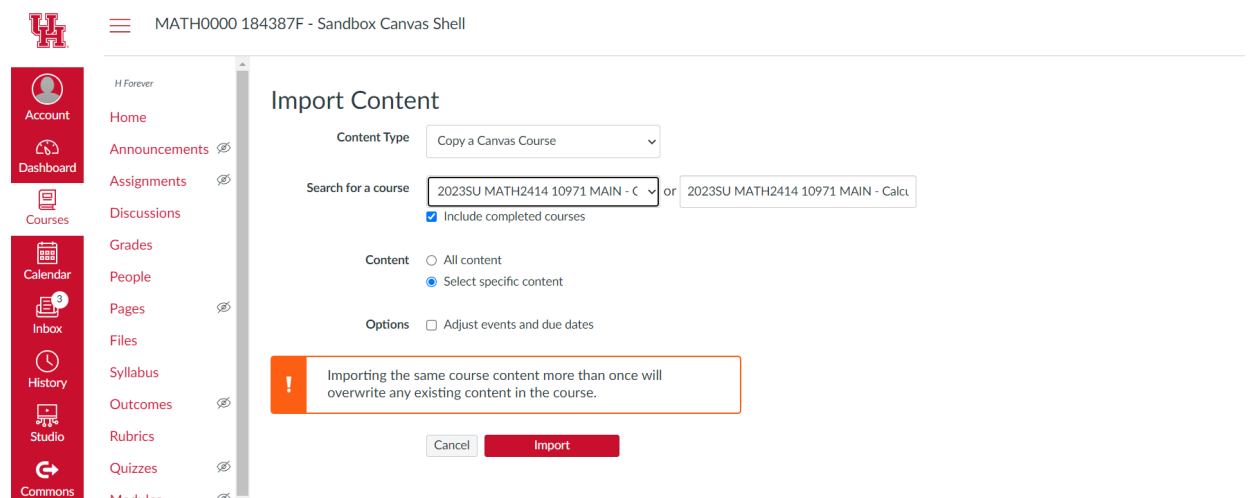 UH
MATH0000 184387F - Sandbox Canvas Shell
Account
Dashboard
Courses
Calendar
3
Inbox
History
Studio
Commons
H Forever
Home
Announcements
Assignments
Discussions
Grades
People
Pages
Files
Syllabus
Outcomes
Rubrics
Quizzes
Modules
Import Content
Content Type Copy a Canvas Course
Search for a course 2023SU MATH2414 10971 MAIN - C or 2023SU MATH2414 10971 MAIN - Calcu
Include completed courses
Content All content
Select specific content
Options Adjust events and due dates
! Importing the same course content more than once will
overwrite any existing content in the course.
Cancel Import